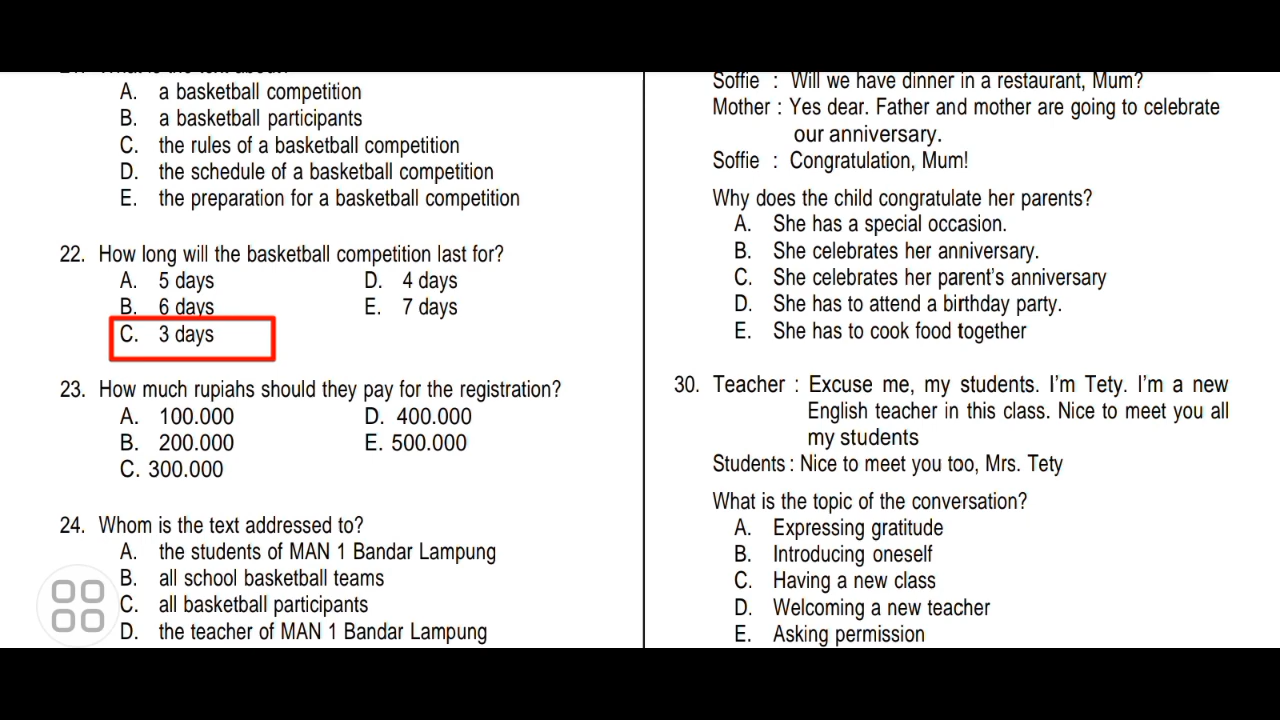 A. a basketball competition
B. a basketball participants
C. the rules of a basketball competition
D. the schedule of a basketball competition
E. the preparation for a basketball competition
22. How long will the basketball competition last for?
A. 5 days D. 4 days
B. 6 days E. 7 days
C. 3 days
23. How much rupiahs should they pay for the registration?
A. 100.000 D. 400.000
B. 200.000 E. 500.000
C. 300.000
24. Whom is the text addressed to?
A. the students of MAN 1 Bandar Lampung
B. all school basketball teams
C. all basketball participants
D. the teacher of MAN 1 Bandar Lampung
Soffie : Will we have dinner in a restaurant, Mum?
Mother : Yes dear. Father and mother are going to celebrate
our anniversary.
Soffie : Congratulation, Mum!
Why does the child congratulate her parents?
A. She has a special occasion.
B. She celebrates her anniversary.
C. She celebrates her parent's anniversary
D. She has to attend a birthday party.
E. She has to cook food together
30. Teacher : Excuse me, my students. I'm Tety. I'm a new
English teacher in this class. Nice to meet you all
my students
Students : Nice to meet you too, Mrs. Tety
What is the topic of the conversation?
A. Expressing gratitude
B. Introducing oneself
C. Having a new class
D. Welcoming a new teacher
E. Asking permission